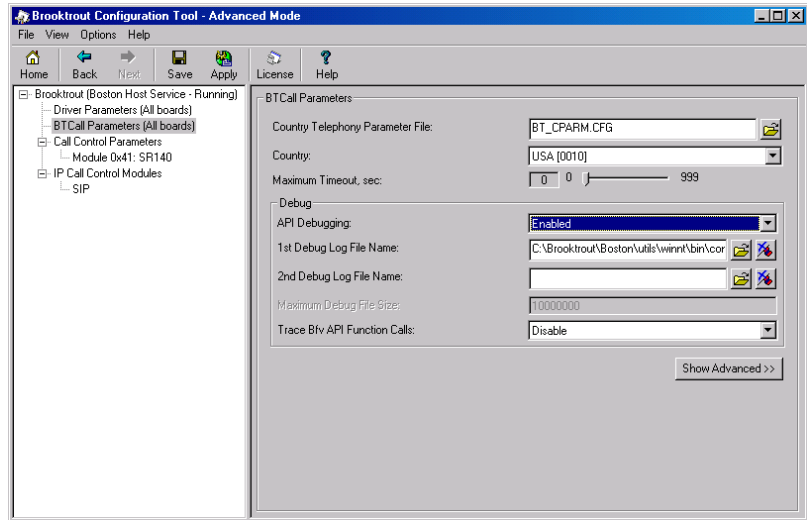 Brooktrout Configuration Tool - Advanced Mode
File View Options Help
Home Back Next Save Apply License Help
Brooktrout (Boston Host Service - Running)
Driver Parameters (All boards)
BTCall Parameters (All boards)
Call Control Parameters
Module 0x41: SR140
IP Call Control Modules
SIP
BTCall Parameters
Country Telephony Parameter File: BT_CPARM.CFG
Country: USA [0010]
Maximum Timeout, sec: 0 0 999
Debug
API Debugging: Enabled
1st Debug Log File Name: C:\Brooktrout\Boston\utils\winnt\bin\cor
2nd Debug Log File Name:
Maximum Debug File Size: 10000000
Trace Bfv API Function Calls: Disable
Show Advanced >>